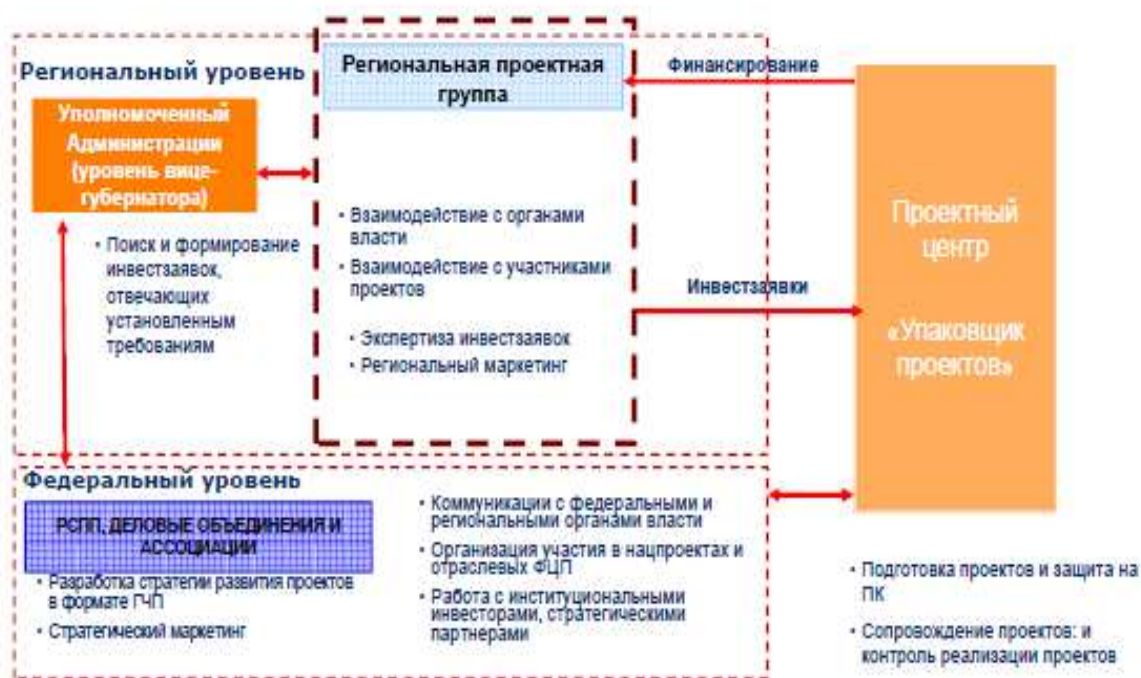 Региональный уровень
Уполномоченный
Администрации
(уровень вице-
губернатора)
• Поиск и формирование
инвестзаявок,
отвечающих
установленным
требованиям
Региональная проектная
группа
• Взаимодействие с органами
власти
• Взаимодействие с участниками
проектов
• Экспертиза инвестзаявок
• Региональный маркетинг
Финансирование
Инвестзаявки
Проектный
центр
«Упаковщик
проектов»
Федеральный уровень
РСПП, ДЕЛОВЫЕ ОБЪЕДИНЕНИЯ И
АССОЦИАЦИИ
• Разработка стратегии развития проектов
в формате ГЧП
• Стратегический маркетинг
• Коммуникации с федеральными и
региональными органами власти
• Организация участия в нацпроектах и
отраслевых ФЦП
• Работа с институциональными
инвесторами, стратегическими
партнерами
• Подготовка проектов и защита на
ПК
• Сопровождение проектов: и
контроль реализации проектов